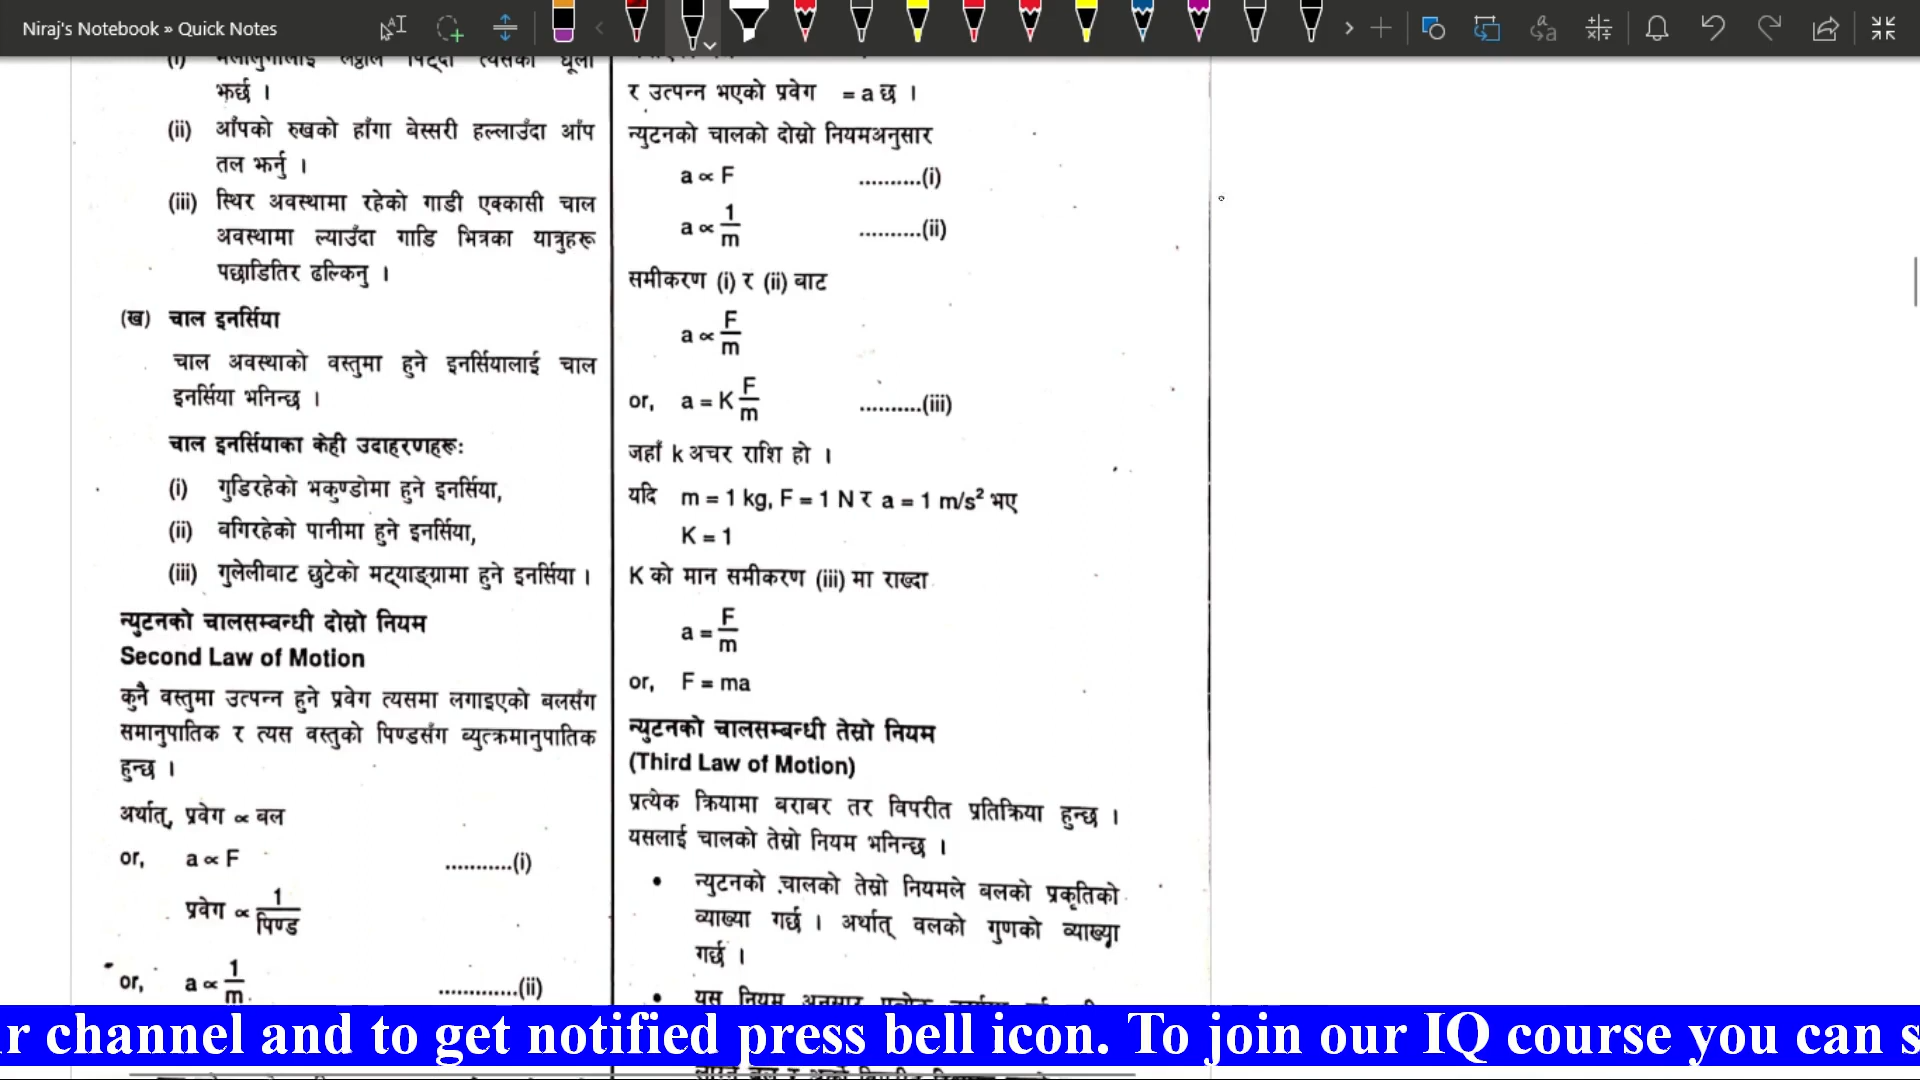 Niraj's Notebook » Quick Notes
झर्छ ।
(ii) आँपको रुखको हाँगा बेस्सरी हल्लाउँदा आँप
तल झर्नु ।
(iii) स्थिर अवस्थामा रहेको गाडी एक्कासी चाल
अवस्थामा ल्याउँदा गाडि भित्रका यात्रुहरू
पछाडितिर ढल्किनु ।
(ख) चाल इनर्सिया
चाल अवस्थाको वस्तुमा हुने इनर्सियालाई चाल
इनर्सिया भनिन्छ ।
चाल इनर्सियाका केही उदाहरणहरू:
(i) गुडिरहेको भकुण्डोमा हुने इनर्सिया,
(ii) बगिरहेको पानीमा हुने इनर्सिया,
(iii) गुलेलीबाट छुटेको मट्याङ्ग्रामा हुने इनर्सिया ।
न्युटनको चालसम्बन्धी दोस्रो नियम
Second Law of Motion
कुनै वस्तुमा उत्पन्न हुने प्रवेग त्यसमा लगाइएको बलसँग
समानुपातिक र त्यस वस्तुको पिण्डसँग व्युत्क्रमानुपातिक
हुन्छ ।
अर्थात्, प्रवेग ∝ बल
or, a ∝ F ...........(i)
प्रवेग ∝ 1/पिण्ड
or, a ∝ 1/m .............(ii)
र उत्पन्न भएको प्रवेग = a छ ।
न्युटनको चालको दोस्रो नियमअनुसार
a ∝ F ..........(i)
a ∝ 1/m ..........(ii)
समीकरण (i) र (ii) बाट
a ∝ F/m
or, a = K F/m ..........(iii)
जहाँ k अचर राशि हो ।
यदि m = 1 kg, F = 1 N र a = 1 m/s² भए
K = 1
K को मान समीकरण (iii) मा राख्दा
a = F/m
or, F = ma
न्युटनको चालसम्बन्धी तेस्रो नियम
(Third Law of Motion)
प्रत्येक क्रियामा बराबर तर विपरीत प्रतिक्रिया हुन्छ ।
यसलाई चालको तेस्रो नियम भनिन्छ ।
• न्युटनको चालको तेस्रो नियमले बलको प्रकृतिको
व्याख्या गर्छ । अर्थात् बलको गुणको व्याख्या
गर्छ ।
• यस नियम अनुसार
r channel and to get notified press bell icon. To join our IQ course you can s